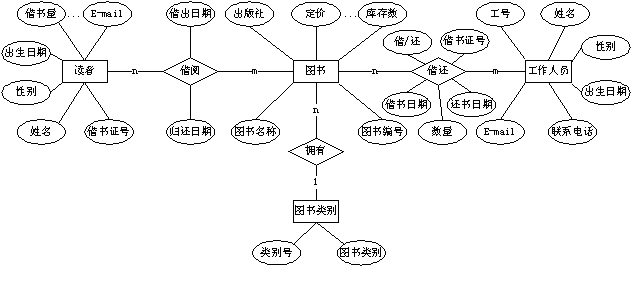 借书量 ... E-mail 借出日期 出版社 定价 ... 库存数 工号 姓名
借/还 借书证号 性别
出生日期
读者 n 借阅 m 图书 n 借还 m 工作人员
性别 出生日期
借书日期 还书日期
n
姓名 借书证号 归还日期 图书名称 图书编号 数量 E-mail 联系电话
拥有
1
图书类别
类别号 图书类别